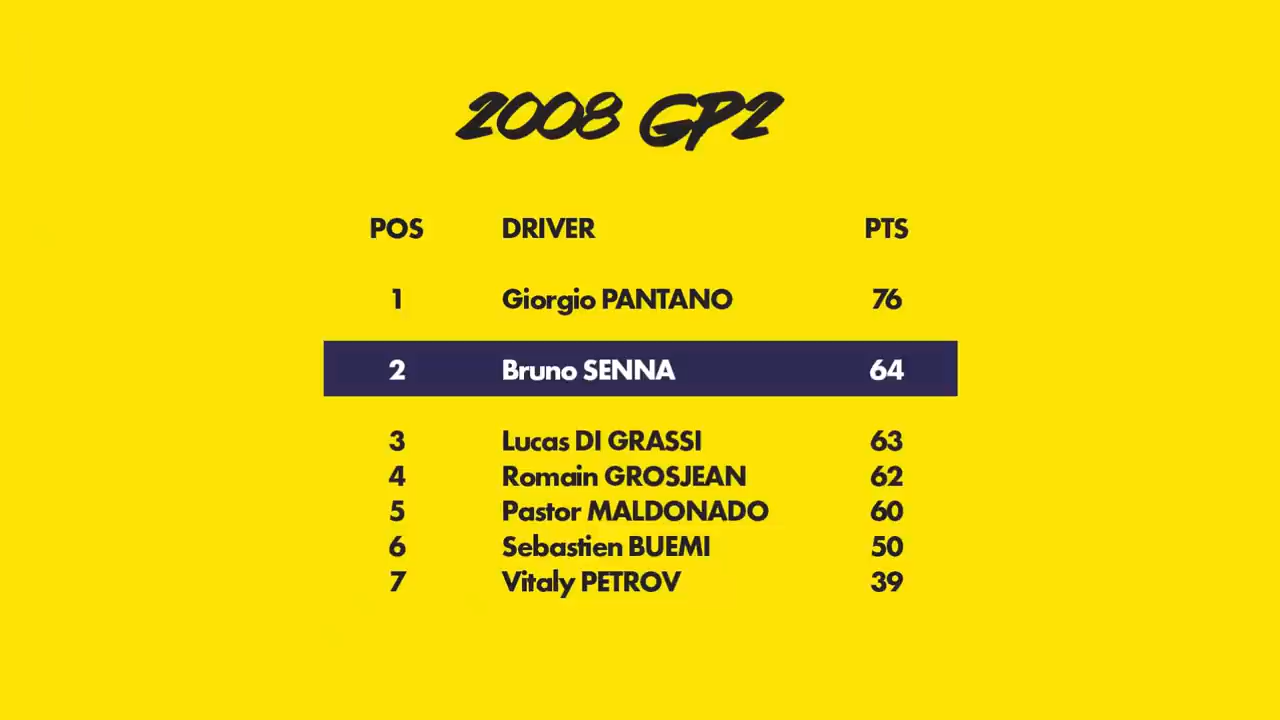 2008 GP2
POS DRIVER PTS
1 Giorgio PANTANO 76
2 Bruno SENNA 64
3 Lucas DI GRASSI 63
4 Romain GROSJEAN 62
5 Pastor MALDONADO 60
6 Sebastien BUEMI 50
7 Vitaly PETROV 39